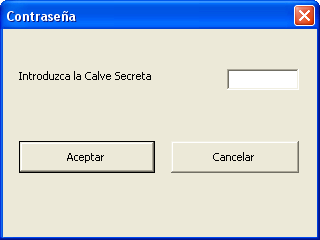 Contraseña
Introduzca la Calve Secreta
Aceptar
Cancelar